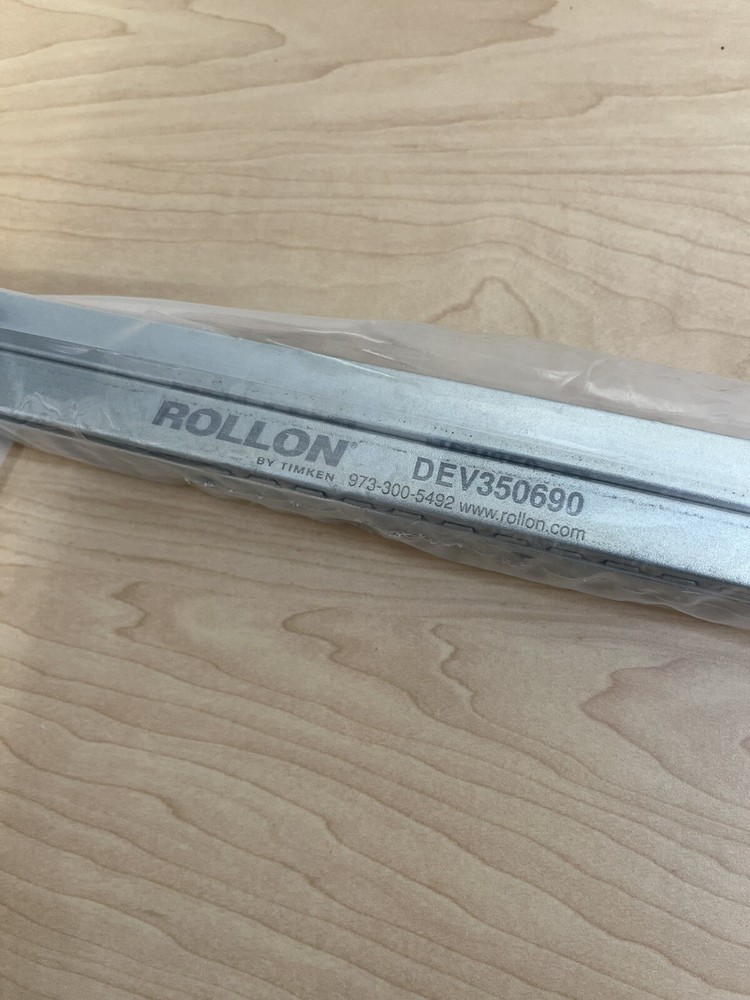 ROLLON®
BY TIMKEN
DEV350690
973-300-5492 www.rollon.com